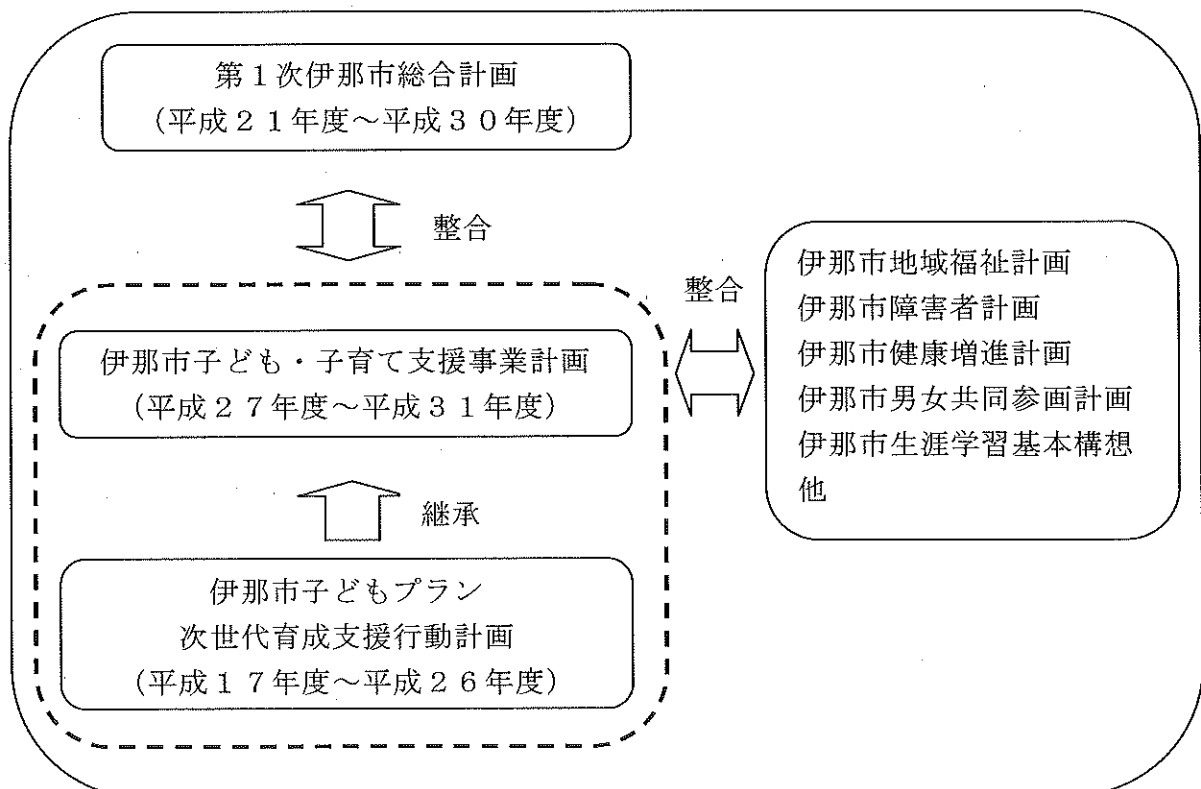 第１次伊那市総合計画
（平成２１年度～平成３０年度）
整合
伊那市子ども・子育て支援事業計画
（平成２７年度～平成３１年度）
継承
伊那市子どもプラン
次世代育成支援行動計画
（平成１７年度～平成２６年度）
整合
伊那市地域福祉計画
伊那市障害者計画
伊那市健康増進計画
伊那市男女共同参画計画
伊那市生涯学習基本構想
他